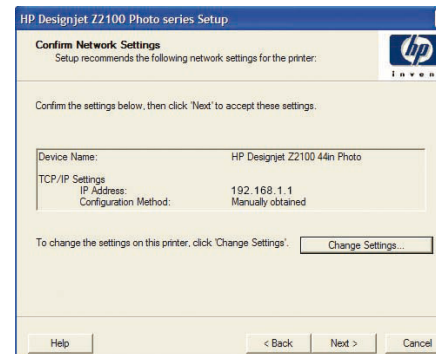 HP Designjet Z2100 Photo series Setup
Confirm Network Settings
Setup recommends the following network settings for the printer:
hp
i n v e n
Confirm the settings below, then click 'Next' to accept these settings.
Device Name: HP Designjet Z2100 44in Photo
TCP/IP Settings
IP Address: 192.168.1.1
Configuration Method: Manually obtained
To change the settings on this printer, click 'Change Settings'. Change Settings...
Help < Back Next > Cancel